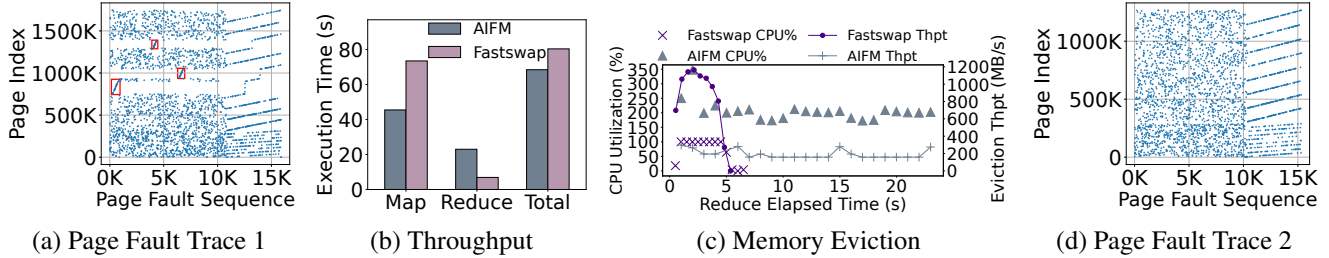 Page Index
1500K
1000K
500K
0
0K 5K 10K 15K
Page Fault Sequence
(a) Page Fault Trace 1
Execution Time (s)
80
60
40
20
0
AIFM
Fastswap
Map Reduce Total
(b) Throughput
Fastswap CPU% Fastswap Thpt
AIFM CPU% AIFM Thpt
CPU Utilization (%)
350
300
250
200
150
100
50
0
Eviction Thpt (MB/s)
1200
1000
800
600
400
200
0
0 5 10 15 20
Reduce Elapsed Time (s)
(c) Memory Eviction
Page Index
1000K
500K
0
0K 5K 10K 15K
Page Fault Sequence
(d) Page Fault Trace 2